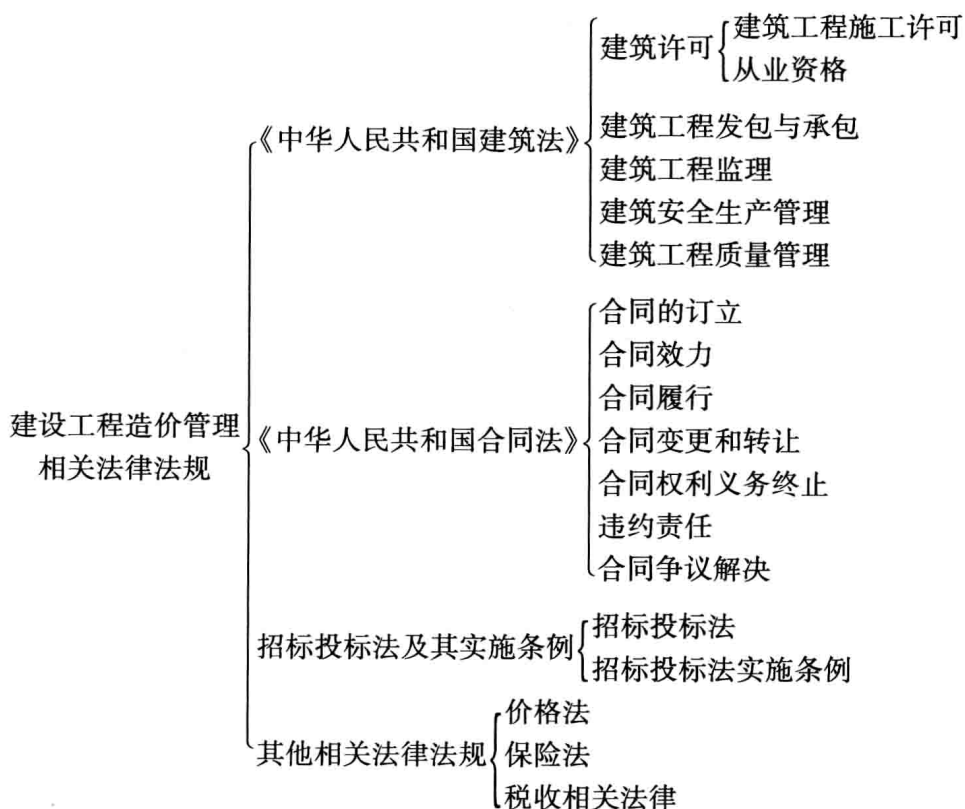 建设工程造价管理
相关法律法规
《中华人民共和国建筑法》
建筑许可
建筑工程施工许可
从业资格
建筑工程发包与承包
建筑工程监理
建筑安全生产管理
建筑工程质量管理
《中华人民共和国合同法》
合同的订立
合同效力
合同履行
合同变更和转让
合同权利义务终止
违约责任
合同争议解决
招标投标法及其实施条例
招标投标法
招标投标法实施条例
其他相关法律法规
价格法
保险法
税收相关法律